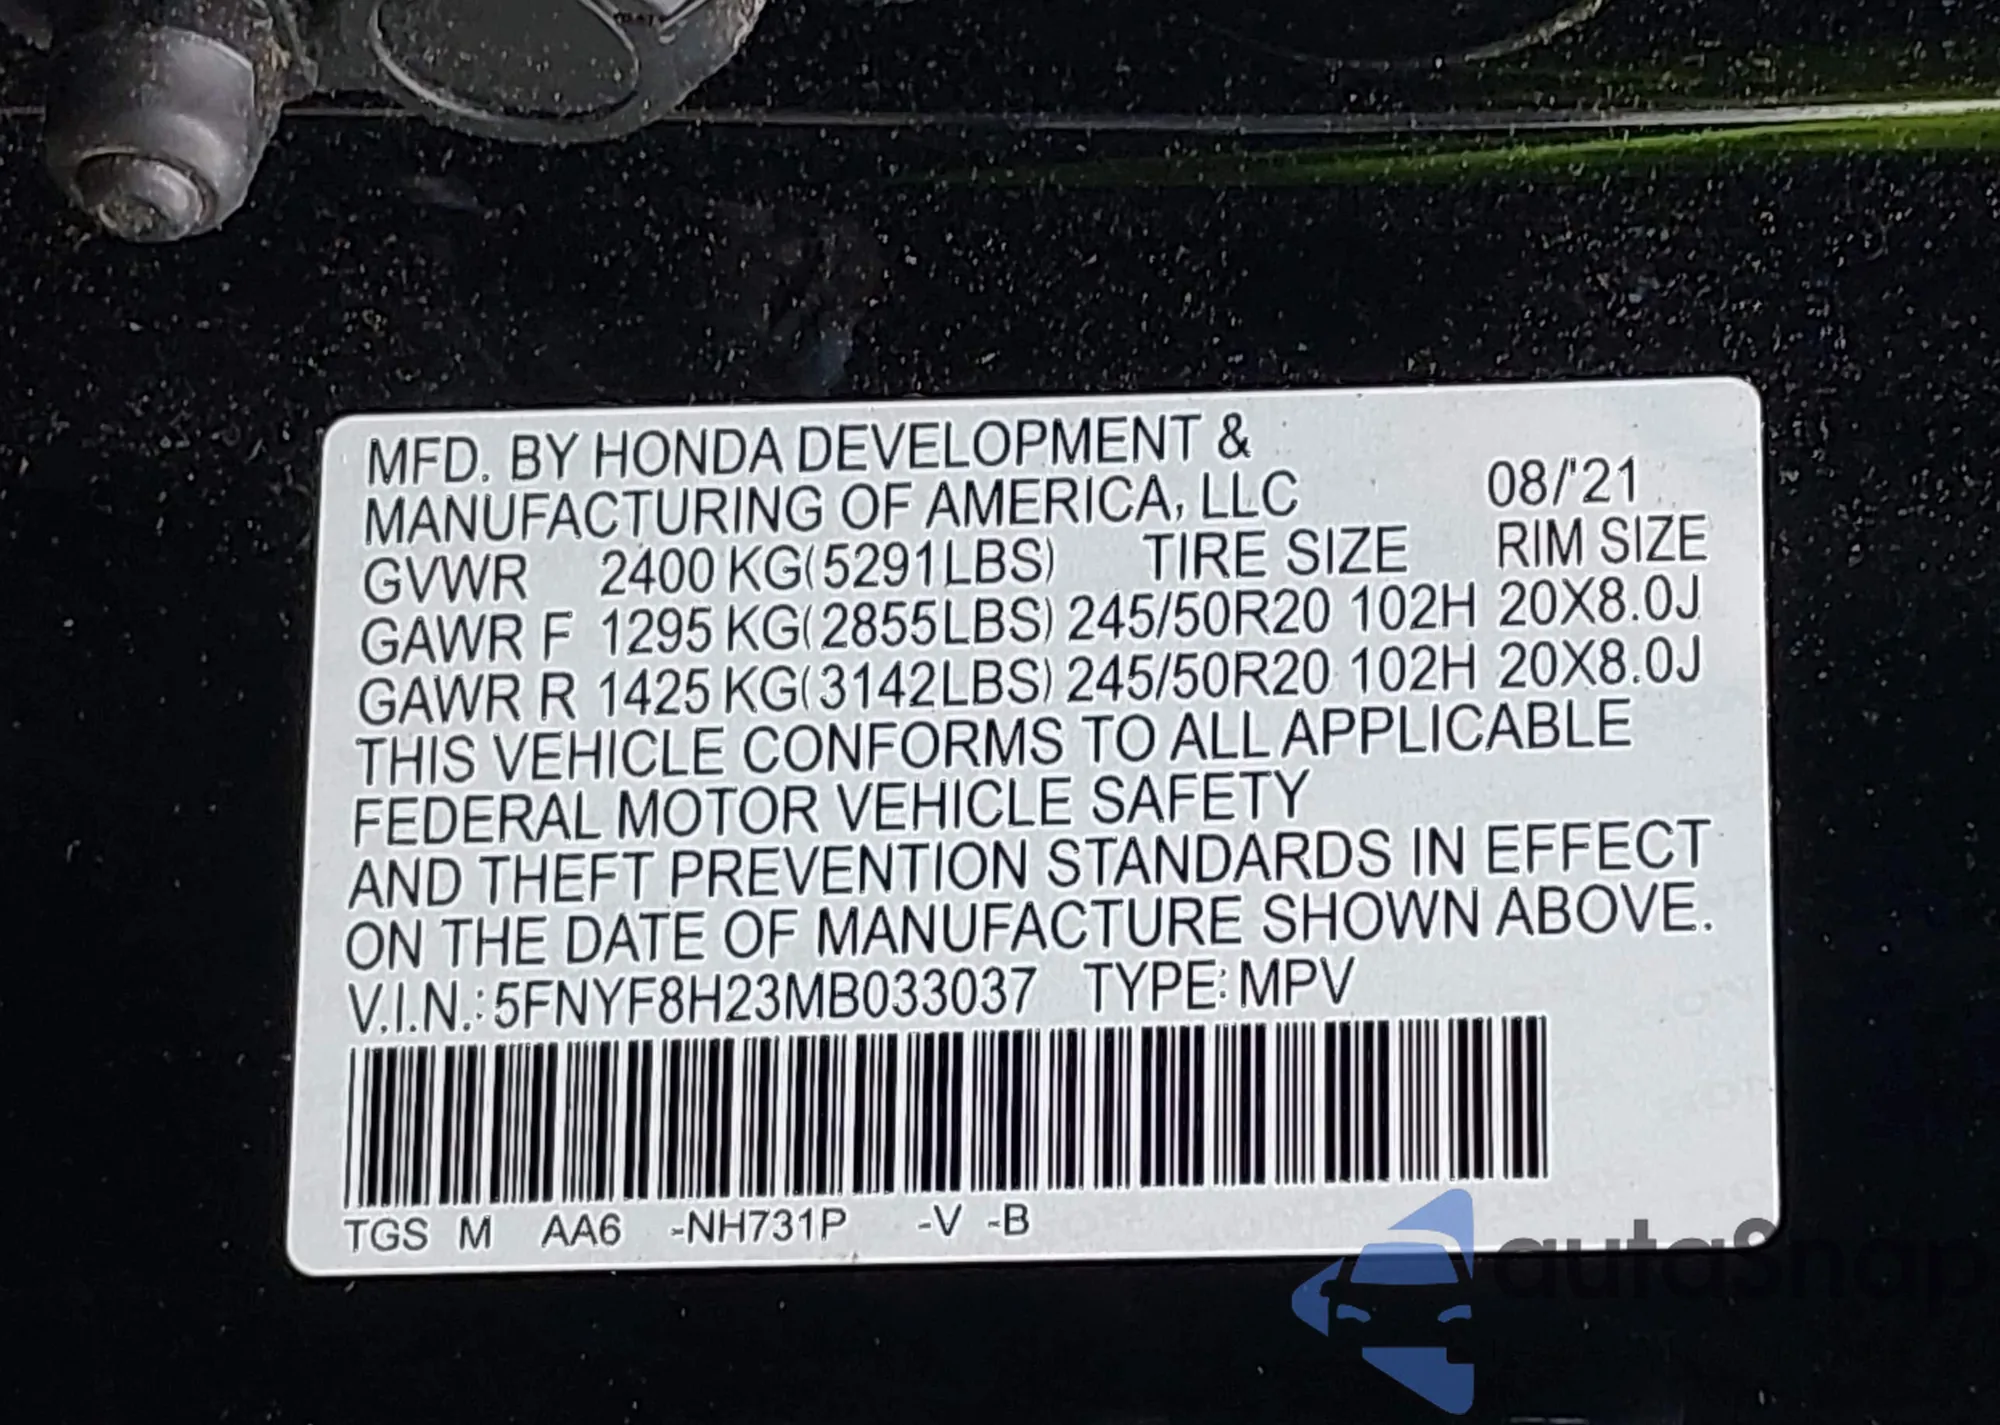 MFD. BY HONDA DEVELOPMENT &
MANUFACTURING OF AMERICA, LLC 08/'21
GVWR 2400 KG(5291LBS) TIRE SIZE RIM SIZE
GAWR F 1295 KG(2855LBS) 245/50R20 102H 20X8.0J
GAWR R 1425 KG(3142LBS) 245/50R20 102H 20X8.0J
THIS VEHICLE CONFORMS TO ALL APPLICABLE
FEDERAL MOTOR VEHICLE SAFETY
AND THEFT PREVENTION STANDARDS IN EFFECT
ON THE DATE OF MANUFACTURE SHOWN ABOVE.
V.I.N.: 5FNYF8H23MB033037 TYPE: MPV
TGS M AA6 -NH731P -V -B
autaSnap